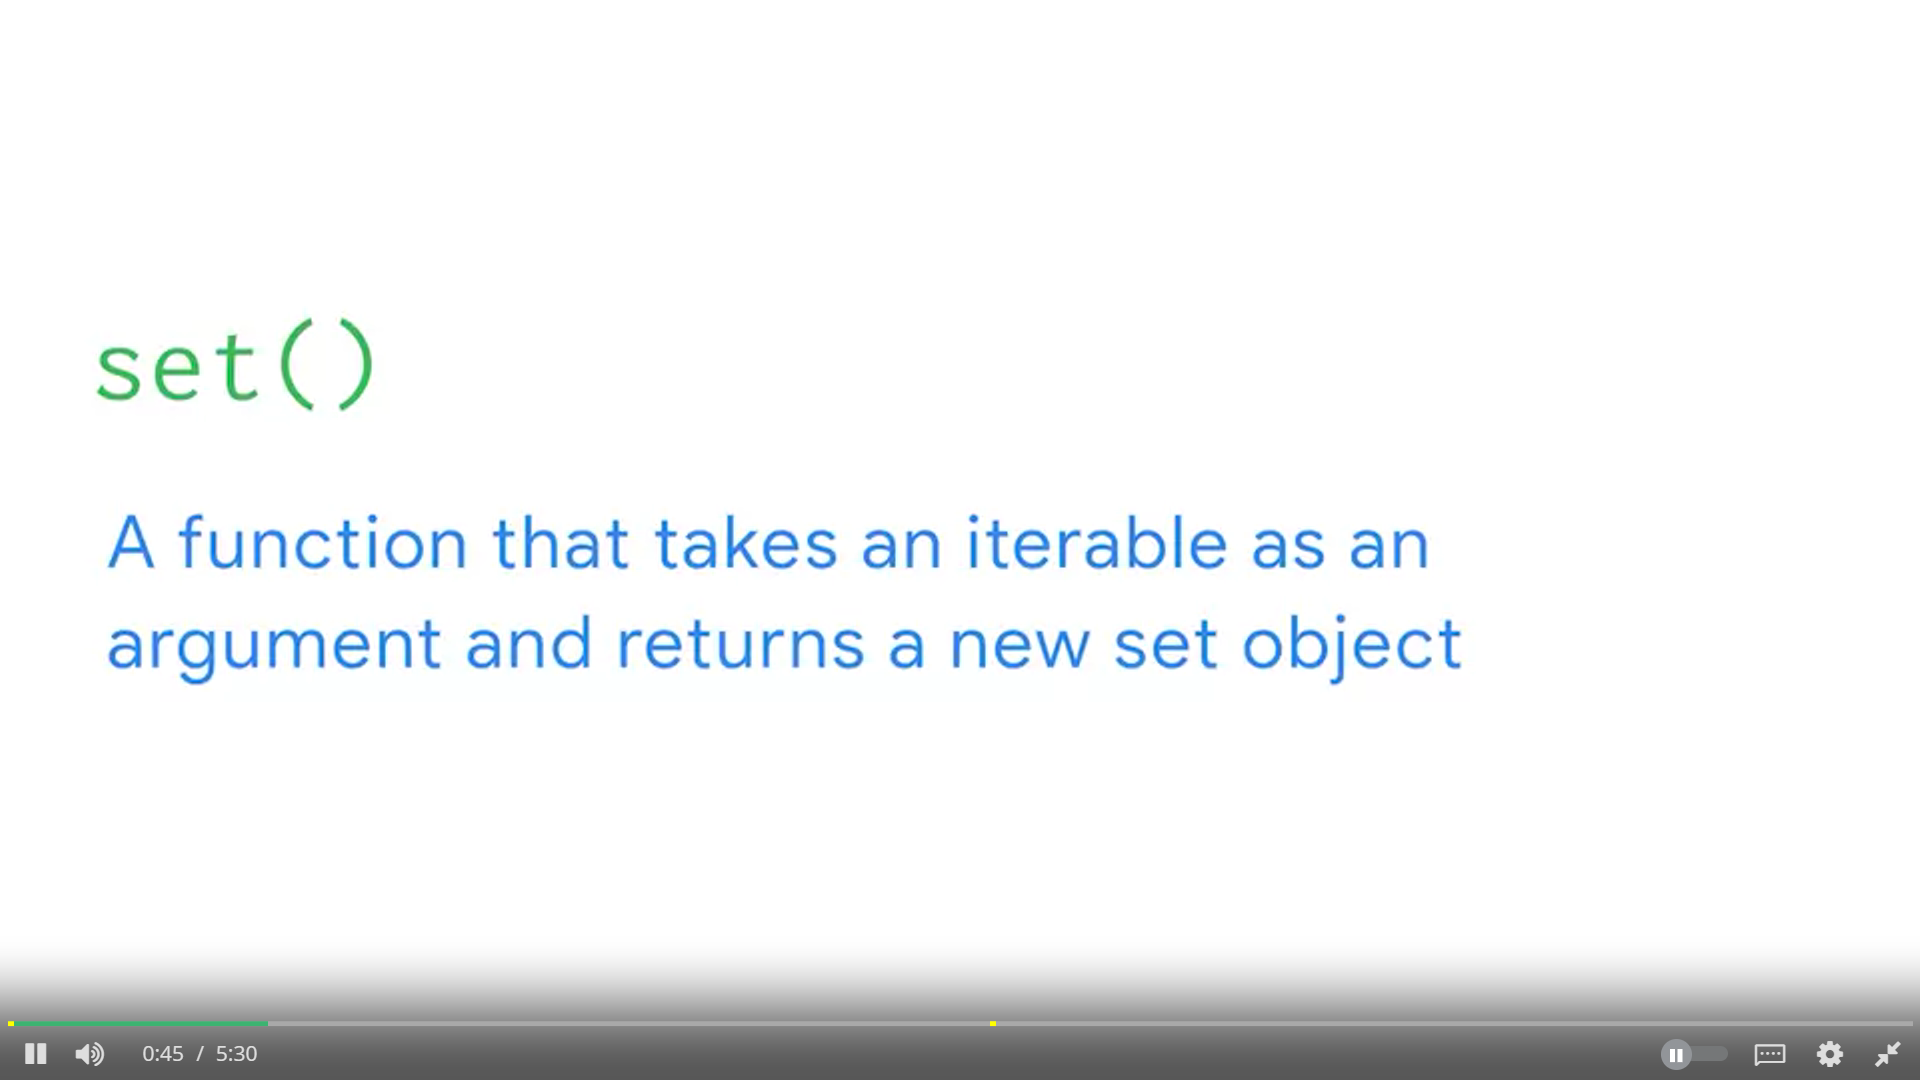 set()
A function that takes an iterable as an
argument and returns a new set object
0:45 / 5:30